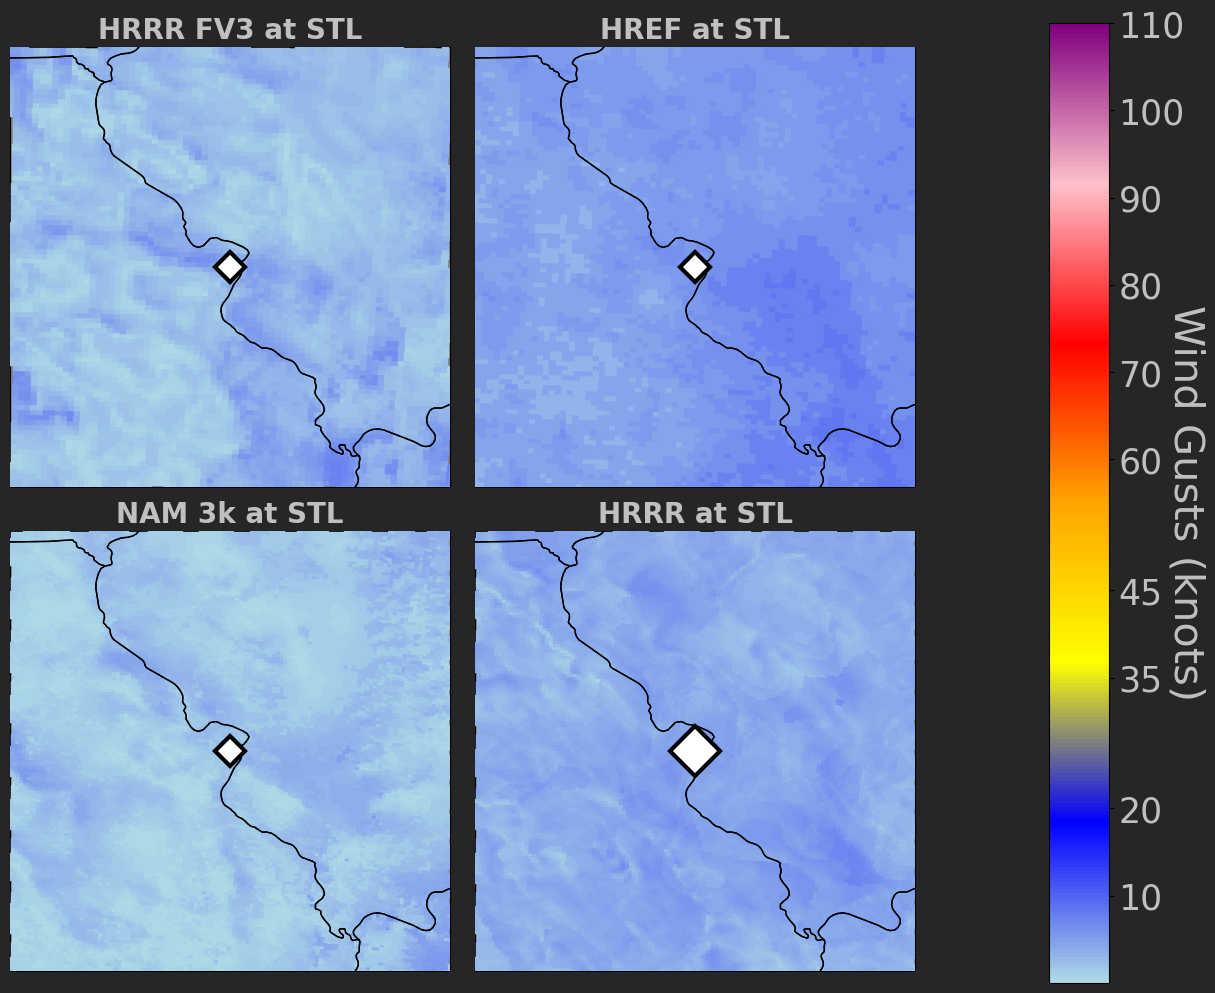 HRRR FV3 at STL
HREF at STL
NAM 3k at STL
HRRR at STL
110
100
90
80
70
60
45
35
20
10
Wind Gusts (knots)